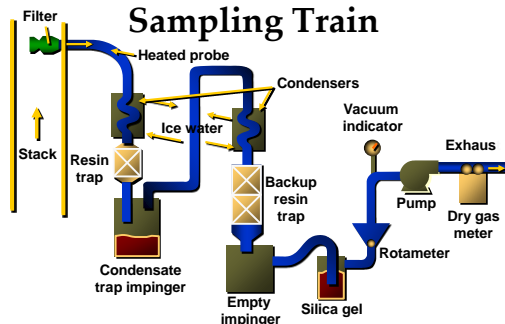 Sampling Train
Filter
Heated probe
Condensers
Ice water
Vacuum
indicator
Exhaus
Stack
Resin
trap
Backup
resin
trap
Pump
Dry gas
meter
Rotameter
Condensate
trap impinger
Empty
impinger
Silica gel